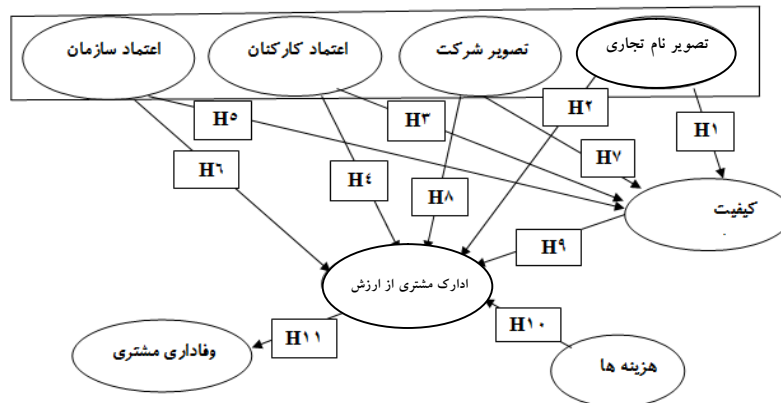 تصویر نام تجاری
تصویر شرکت
اعتماد کارکنان
اعتماد سازمان
H۱
H۲
H۳
H۵
H۷
H۶
H۴
H۸
کیفیت
H۹
ادارک مشتری از ارزش
H۱۰
H۱۱
هزینه ها
وفاداری مشتری